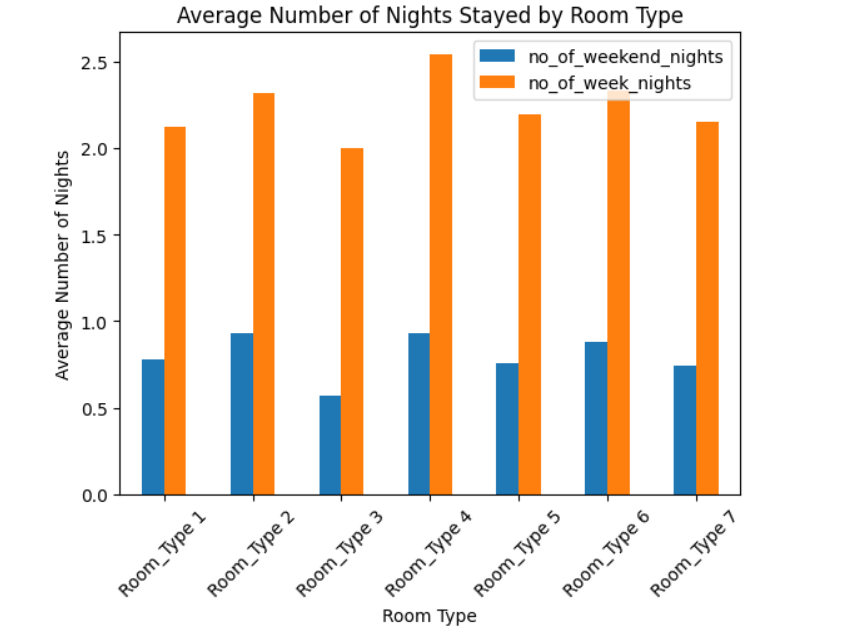 Average Number of Nights Stayed by Room Type
no_of_weekend_nights
no_of_week_nights
Average Number of Nights
2.5
2.0
1.5
1.0
0.5
0.0
Room_Type 1
Room_Type 2
Room_Type 3
Room_Type 4
Room_Type 5
Room_Type 6
Room_Type 7
Room Type